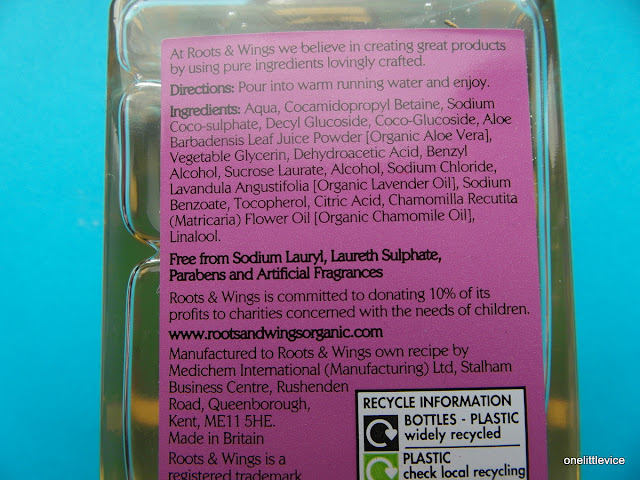 At Roots & Wings we believe in creating great products
by using pure ingredients lovingly crafted.
Directions: Pour into warm running water and enjoy.
Ingredients: Aqua, Cocamidopropyl Betaine, Sodium
Coco-sulphate, Decyl Glucoside, Coco-Glucoside, Aloe
Barbadensis Leaf Juice Powder [Organic Aloe Vera],
Vegetable Glycerin, Dehydroacetic Acid, Benzyl
Alcohol, Sucrose Laurate, Alcohol, Sodium Chloride,
Lavandula Angustifolia [Organic Lavender Oil], Sodium
Benzoate, Tocopherol, Citric Acid, Chamomilla Recutita
(Matricaria) Flower Oil [Organic Chamomile Oil],
Linalool.
Free from Sodium Lauryl, Laureth Sulphate,
Parabens and Artificial Fragrances
Roots & Wings is committed to donating 10% of its
profits to charities concerned with the needs of children.
www.rootsandwingsorganic.com
Manufactured to Roots & Wings own recipe by
Medichem International (Manufacturing) Ltd, Stalham
Business Centre, Rushenden
Road, Queenborough,
Kent, ME11 5HE.
Made in Britain
Roots & Wings is a
registered trademark
RECYCLE INFORMATION
BOTTLES - PLASTIC
widely recycled
PLASTIC
check local recycling
onelittlevice